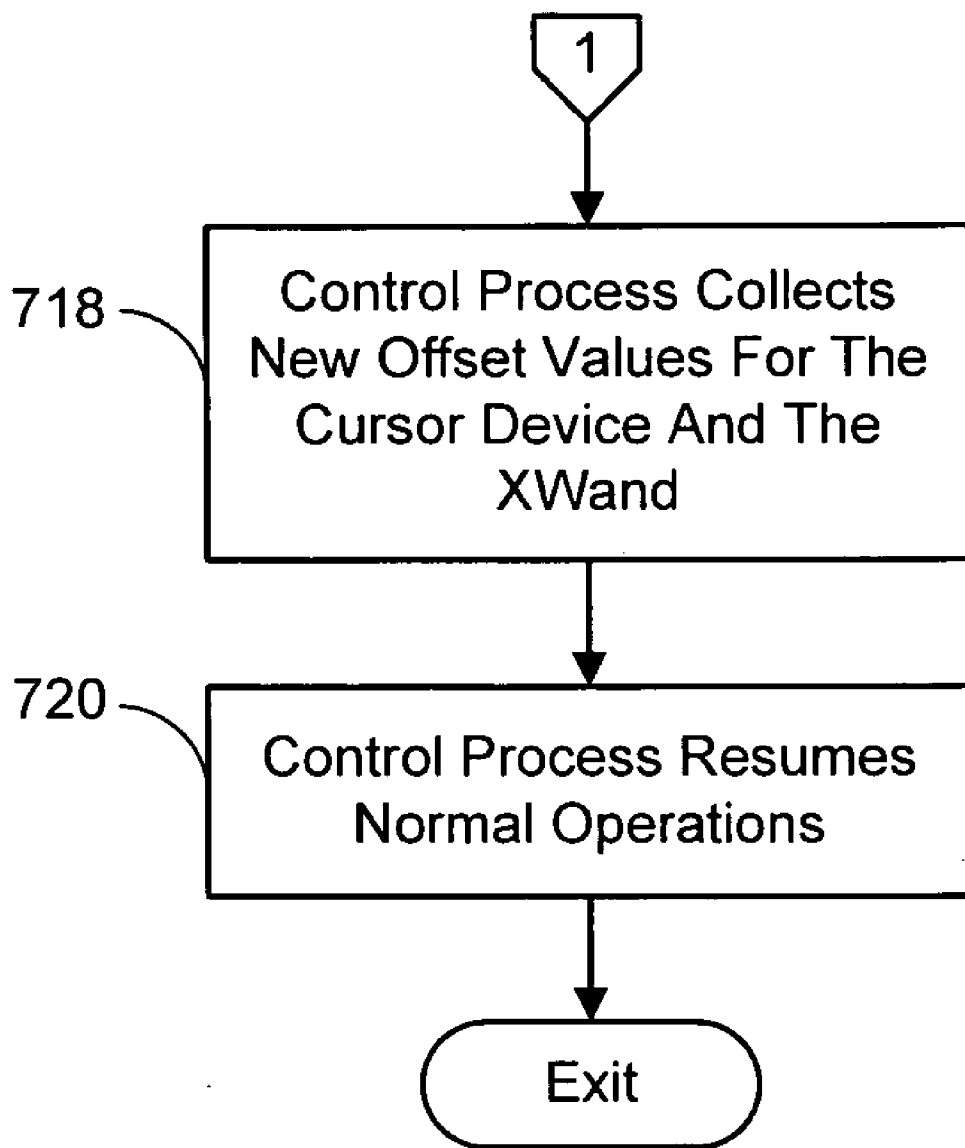 1
718
Control Process Collects
New Offset Values For The
Cursor Device And The
XWand
720
Control Process Resumes
Normal Operations
Exit